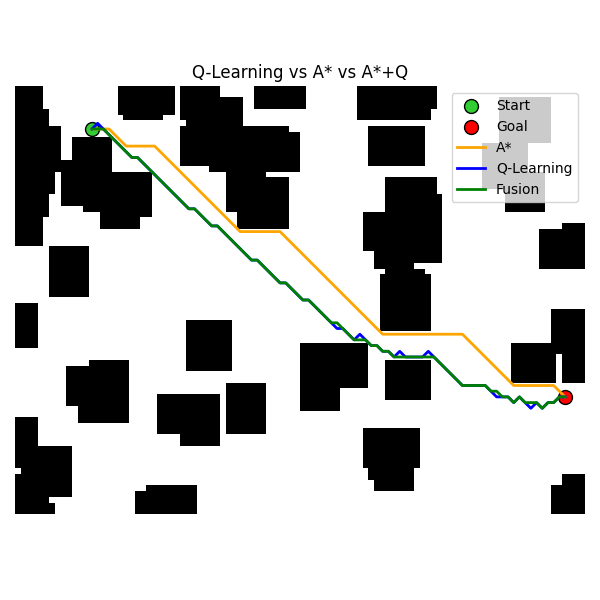 Q-Learning vs A* vs A*+Q
Start
Goal
A*
Q-Learning
Fusion